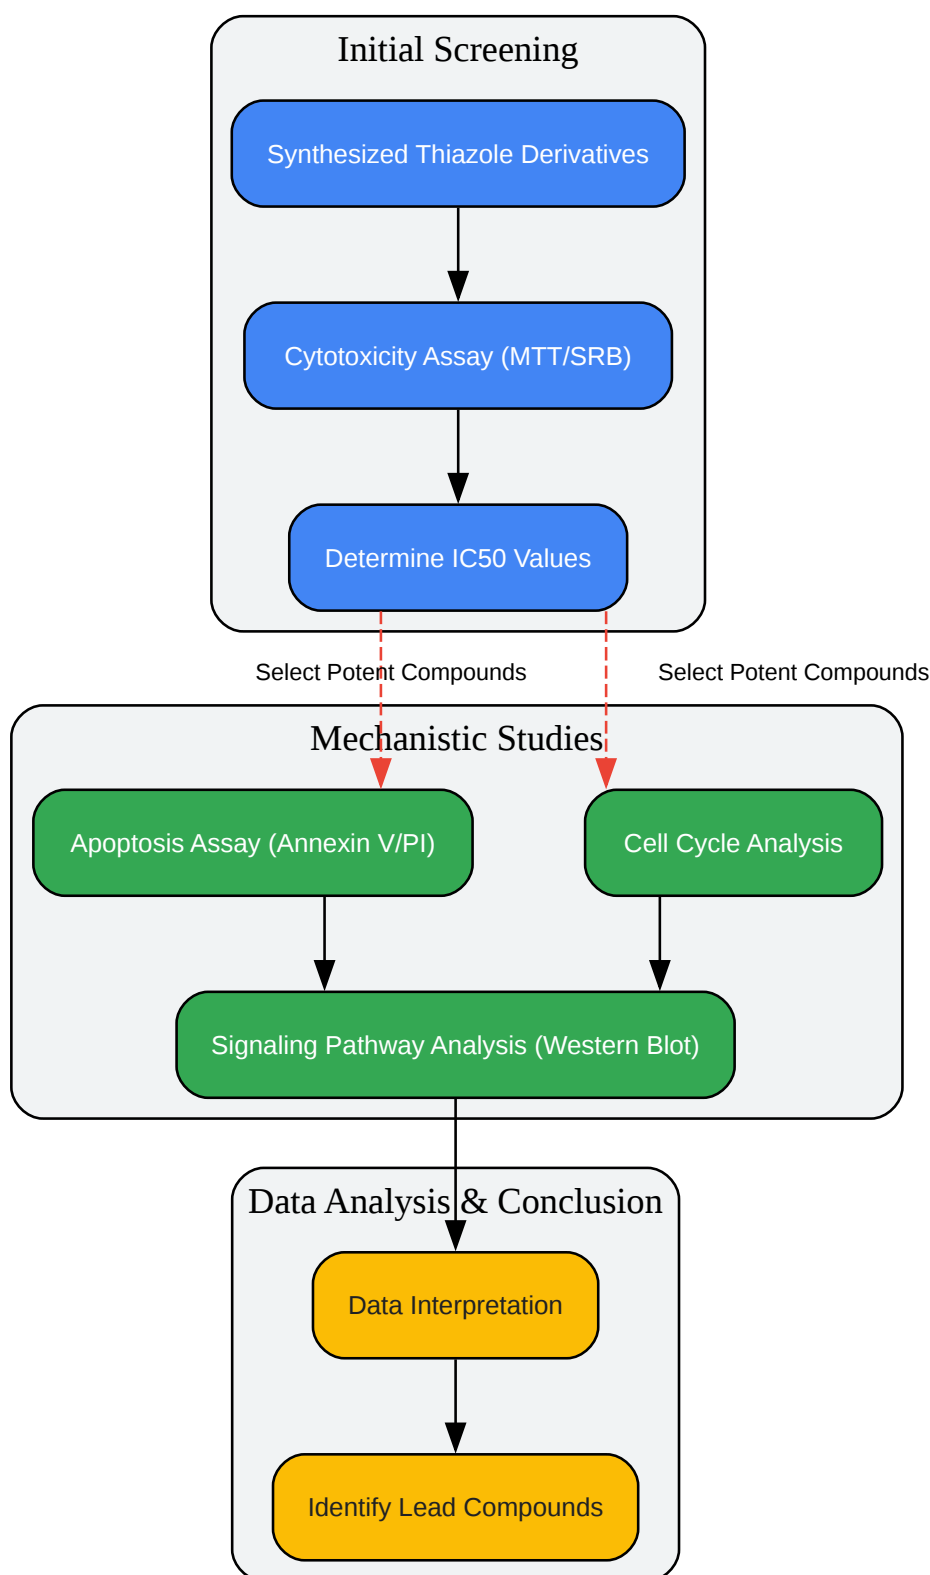 Initial Screening
Synthesized Thiazole Derivatives
Cytotoxicity Assay (MTT/SRB)
Determine IC50 Values
Select Potent Compounds
Select Potent Compounds
Mechanistic Studies
Apoptosis Assay (Annexin V/PI)
Cell Cycle Analysis
Signaling Pathway Analysis (Western Blot)
Data Analysis & Conclusion
Data Interpretation
Identify Lead Compounds